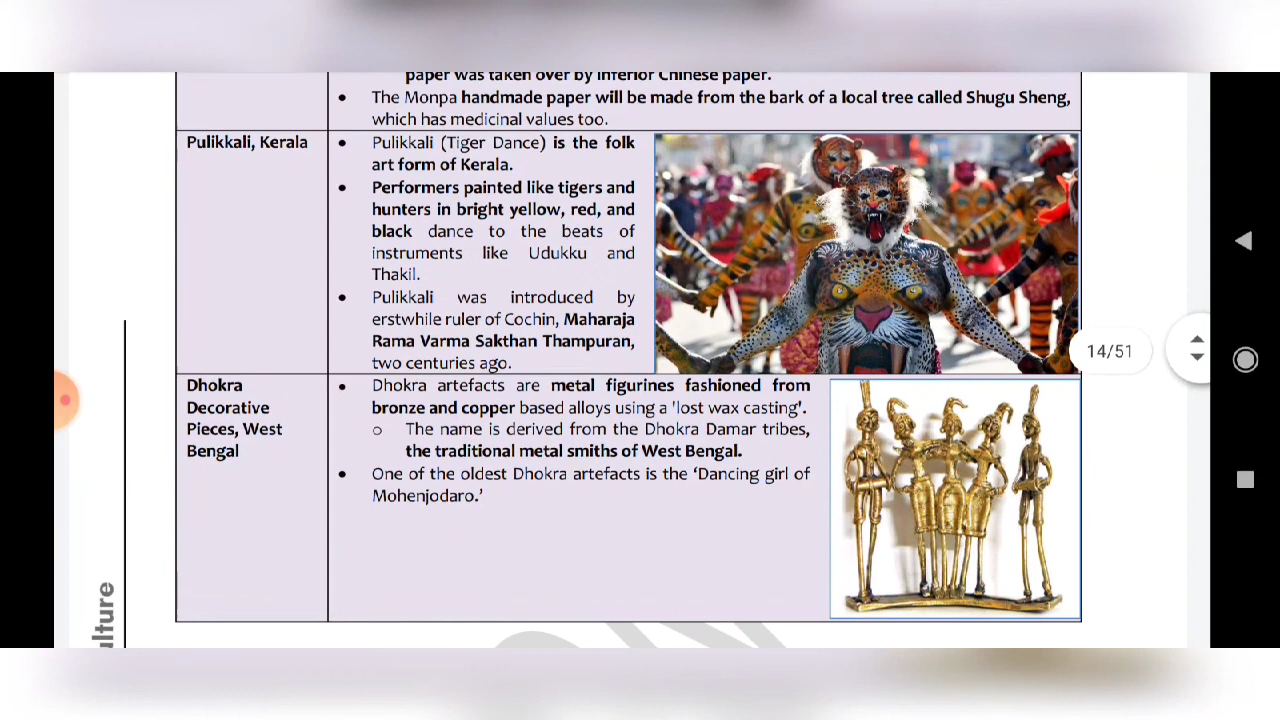 paper was taken over by inferior Chinese paper.
• The Monpa handmade paper will be made from the bark of a local tree called Shugu Sheng,
which has medicinal values too.
Pulikkali, Kerala
• Pulikkali (Tiger Dance) is the folk
art form of Kerala.
• Performers painted like tigers and
hunters in bright yellow, red, and
black dance to the beats of
instruments like Udukku and
Thakil.
• Pulikkali was introduced by
erstwhile ruler of Cochin, Maharaja
Rama Varma Sakthan Thampuran,
two centuries ago.
14/51
Dhokra
Decorative
Pieces, West
Bengal
• Dhokra artefacts are metal figurines fashioned from
bronze and copper based alloys using a 'lost wax casting'.
o The name is derived from the Dhokra Damar tribes,
the traditional metal smiths of West Bengal.
• One of the oldest Dhokra artefacts is the ‘Dancing girl of
Mohenjodaro.’
ulture